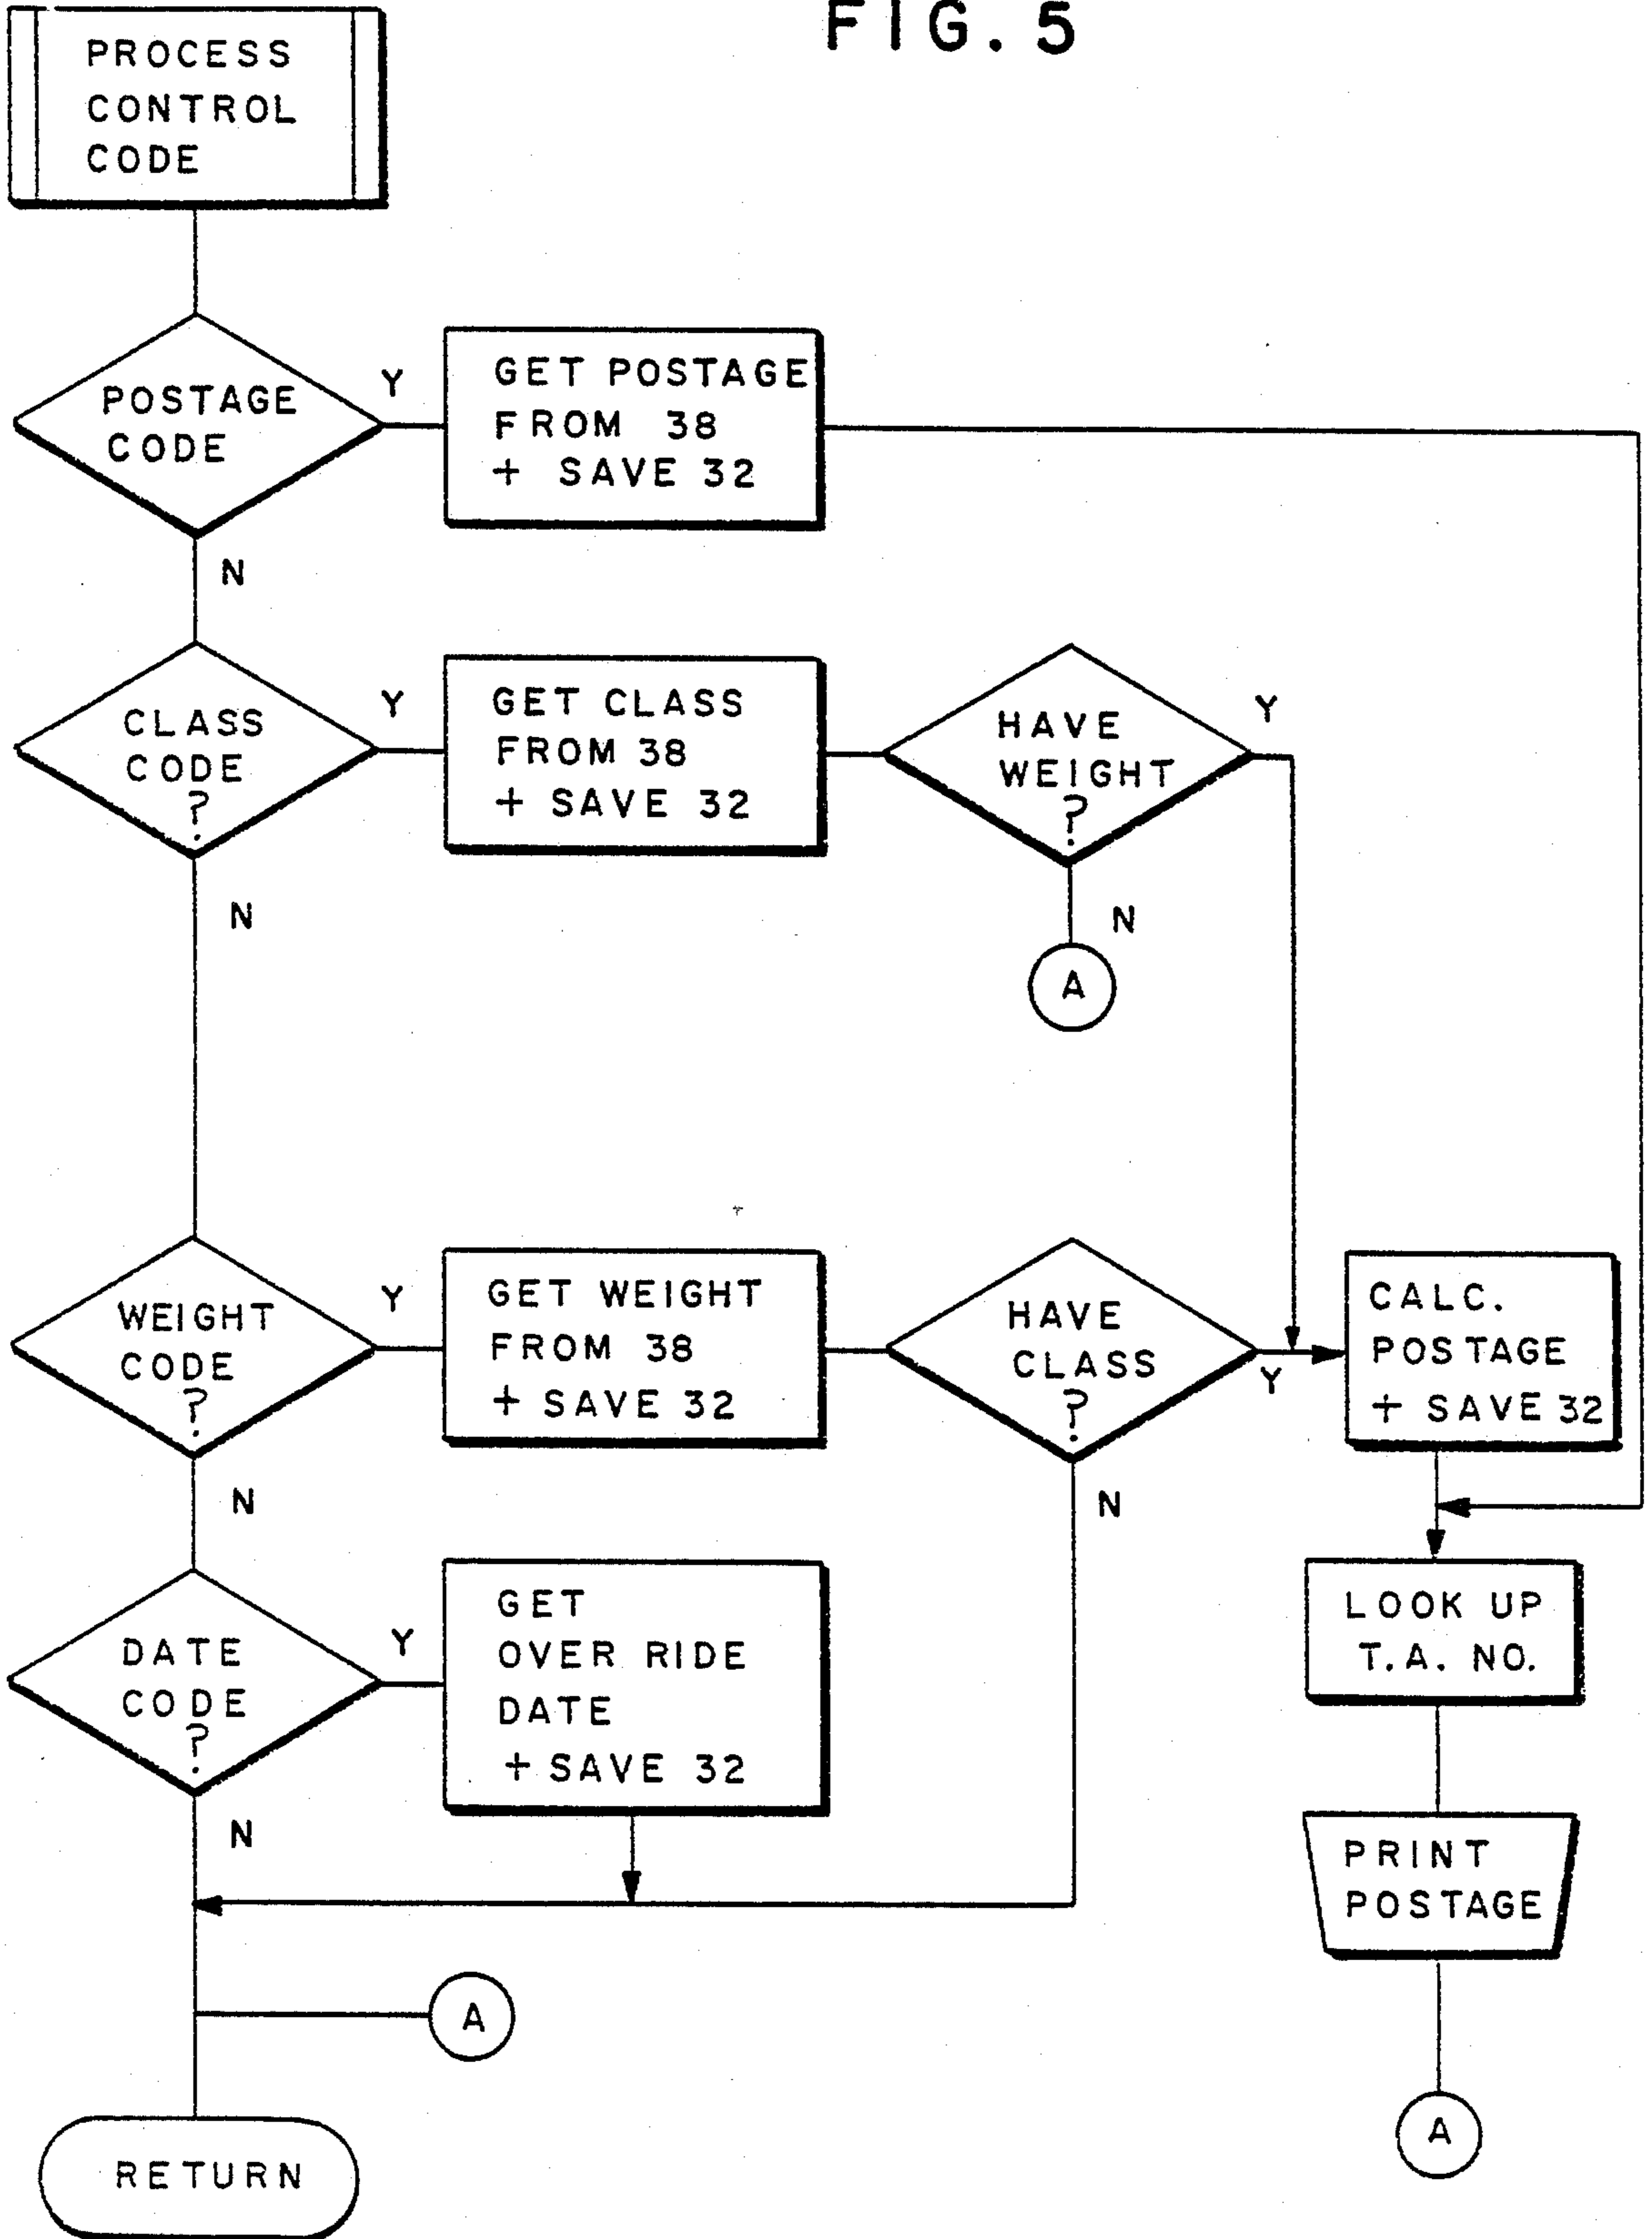 FIG. 5
PROCESS
CONTROL
CODE
POSTAGE
CODE
Y
GET POSTAGE
FROM 38
+ SAVE 32
N
CLASS
CODE
?
Y
GET CLASS
FROM 38
+ SAVE 32
HAVE
WEIGHT
?
Y
N
N
A
WEIGHT
CODE
?
Y
GET WEIGHT
FROM 38
+ SAVE 32
HAVE
CLASS
?
Y
CALC.
POSTAGE
+ SAVE 32
N
N
DATE
CODE
?
Y
GET
OVER RIDE
DATE
+ SAVE 32
LOOK UP
T.A. NO.
N
PRINT
POSTAGE
A
A
RETURN